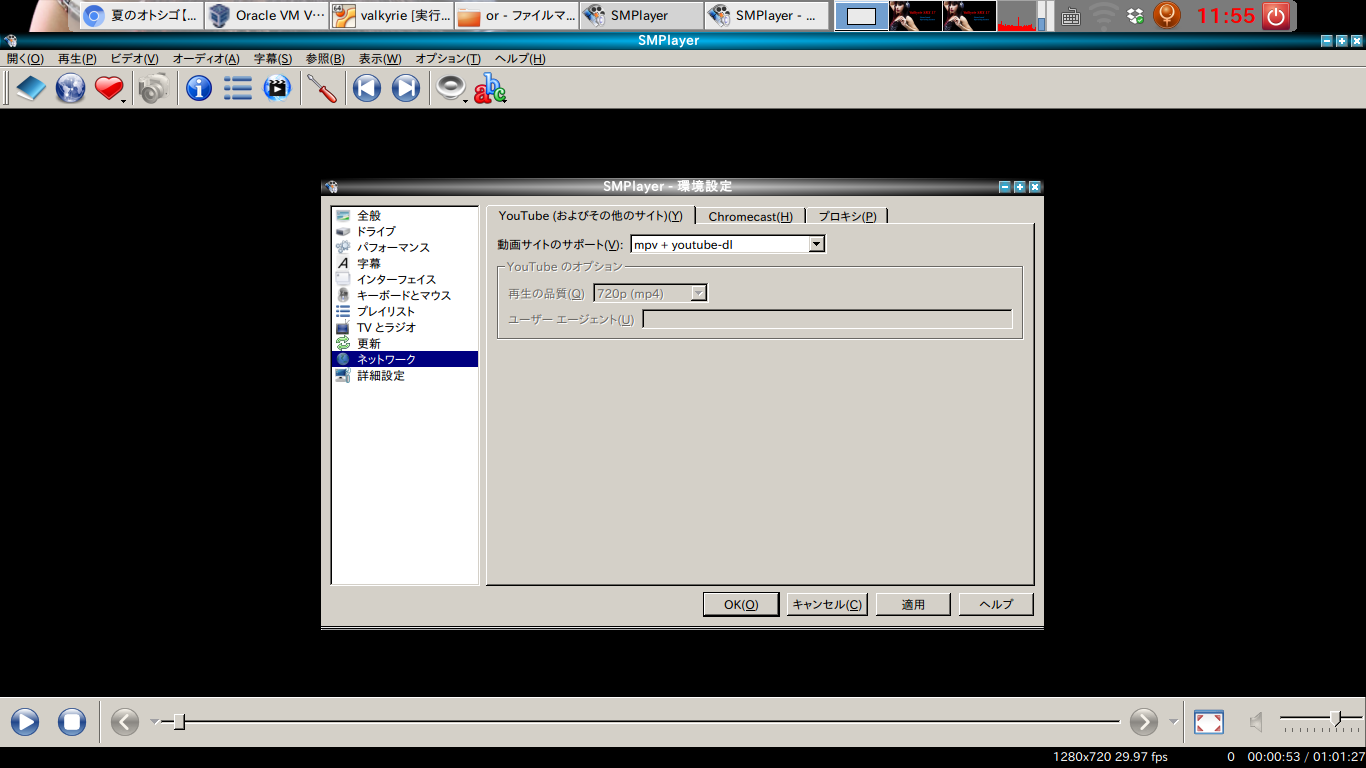 夏のオトシゴ【...
Oracle VM V...
valkyrie [実行...
or - ファイルマ...
SMPlayer
SMPlayer - ...
11:55
SMPlayer
開く(O) 再生(P) ビデオ(V) オーディオ(A) 字幕(S) 参照(B) 表示(W) オプション(T) ヘルプ(H)
abc
SMPlayer - 環境設定
全般
ドライブ
パフォーマンス
字幕
インターフェイス
キーボードとマウス
プレイリスト
TV とラジオ
更新
ネットワーク
詳細設定
YouTube (およびその他のサイト)(Y) Chromecast(H) プロキシ(P)
動画サイトのサポート(V): mpv + youtube-dl
YouTube のオプション
再生の品質(Q) 720p (mp4)
ユーザー エージェント(U)
OK(O) キャンセル(C) 適用 ヘルプ
1280x720 29.97 fps 0 00:00:53 / 01:01:27